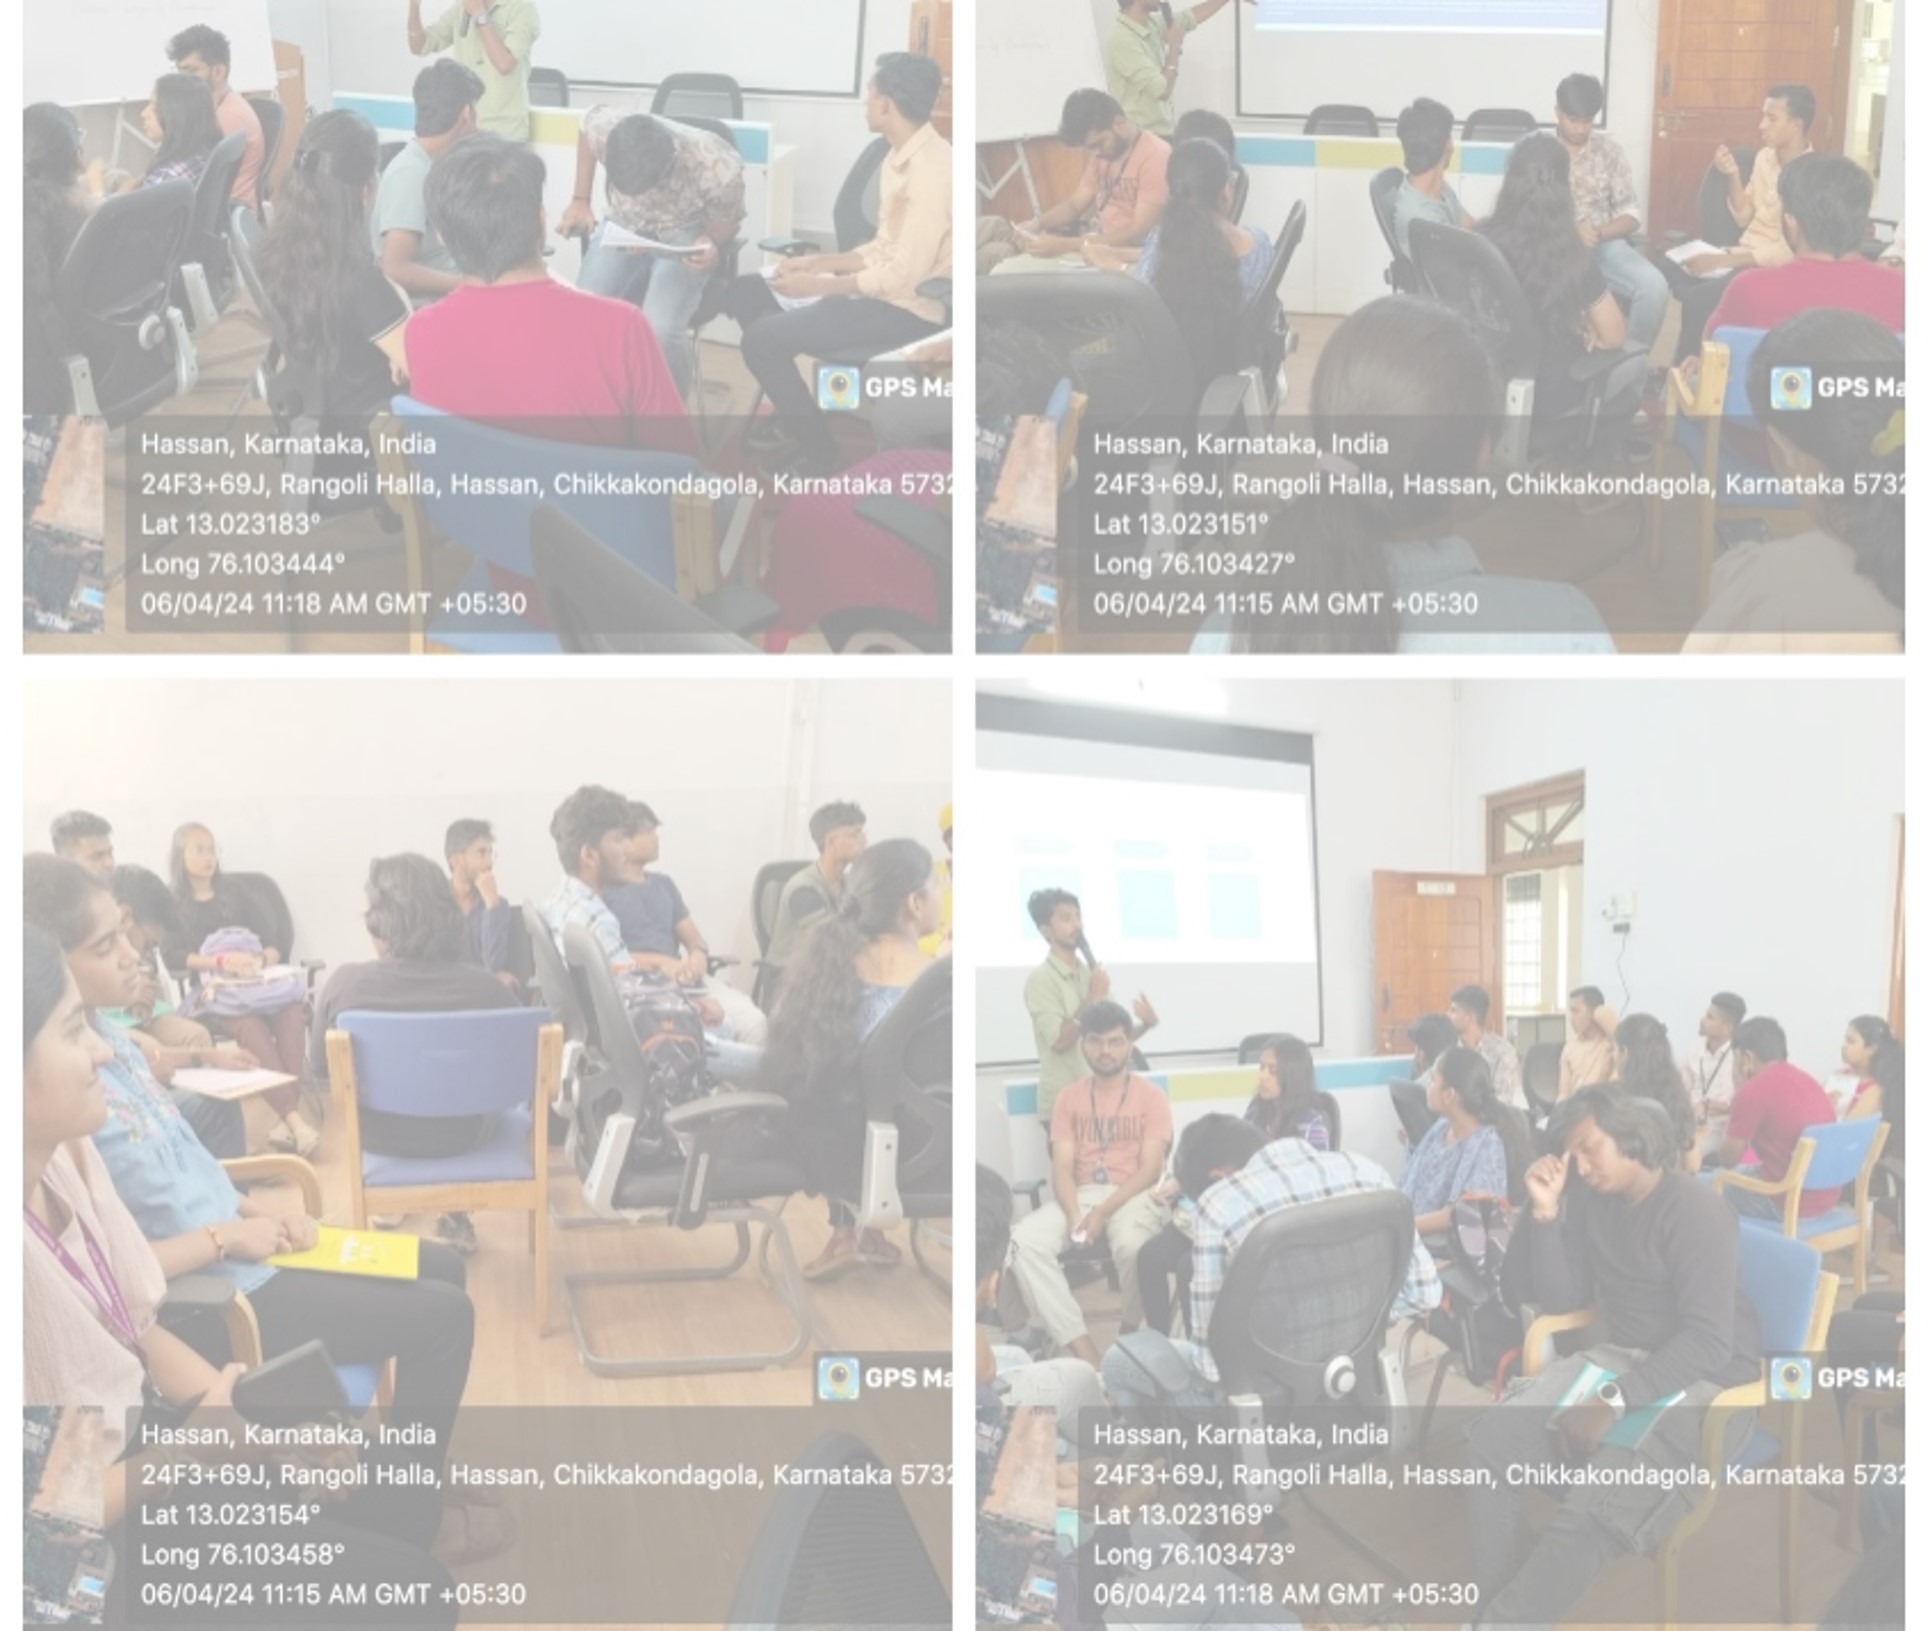 GPS Ma
Hassan, Karnataka, India
24F3+69J, Rangoli Halla, Hassan, Chikkakondagola, Karnataka 5732
Lat 13.023183°
Long 76.103444°
06/04/24 11:18 AM GMT +05:30
GPS Ma
Hassan, Karnataka, India
24F3+69J, Rangoli Halla, Hassan, Chikkakondagola, Karnataka 5732
Lat 13.023151°
Long 76.103427°
06/04/24 11:15 AM GMT +05:30
GPS Ma
Hassan, Karnataka, India
24F3+69J, Rangoli Halla, Hassan, Chikkakondagola, Karnataka 5732
Lat 13.023154°
Long 76.103458°
06/04/24 11:15 AM GMT +05:30
GPS Ma
Hassan, Karnataka, India
24F3+69J, Rangoli Halla, Hassan, Chikkakondagola, Karnataka 5732
Lat 13.023169°
Long 76.103473°
06/04/24 11:18 AM GMT +05:30